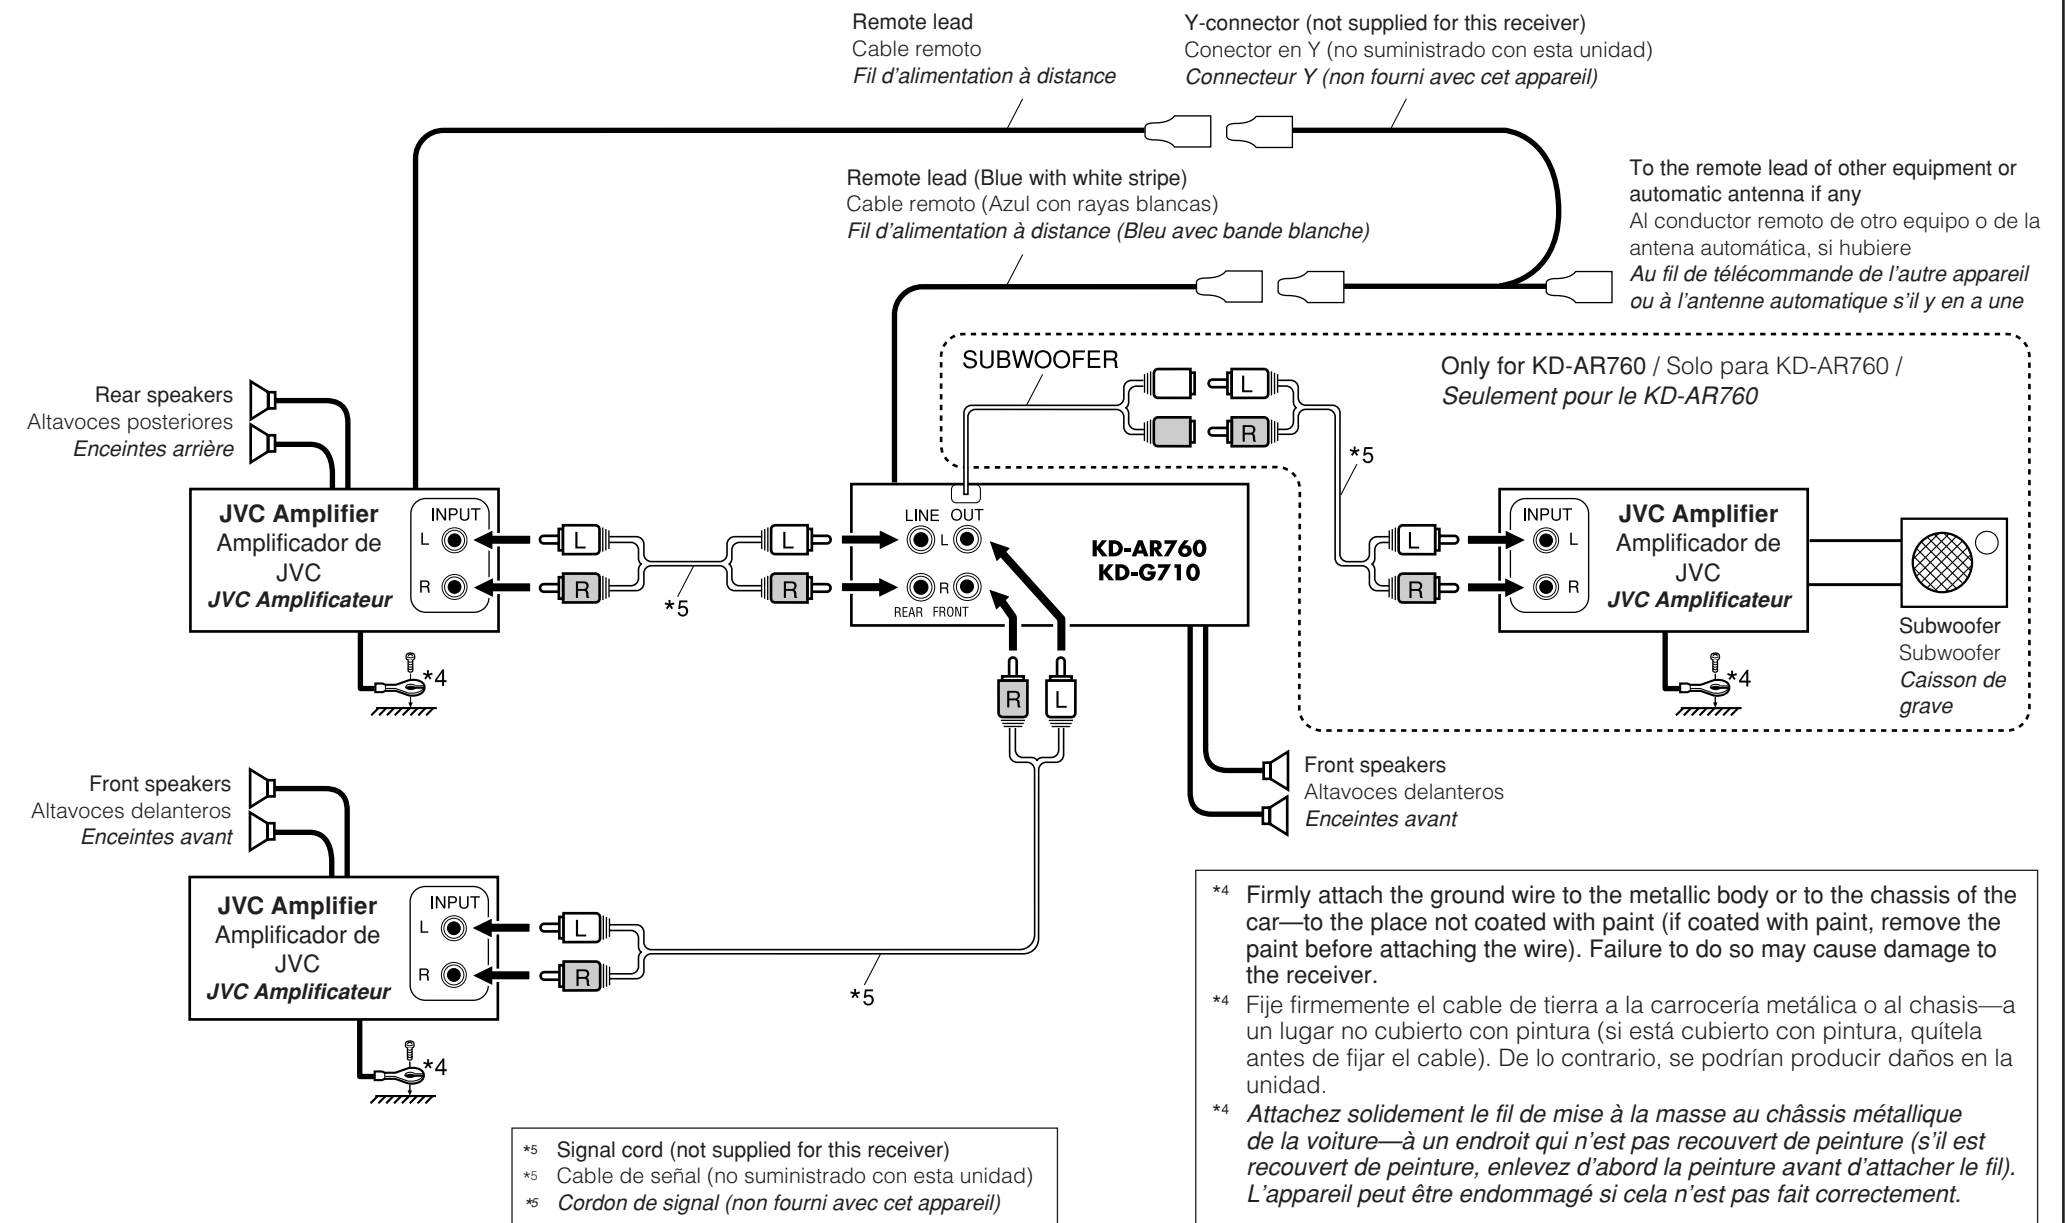 Remote lead
Cable remoto
Fil d'alimentation à distance
Y-connector (not supplied for this receiver)
Conector en Y (no suministrado con esta unidad)
Connecteur Y (non fourni avec cet appareil)
Remote lead (Blue with white stripe)
Cable remoto (Azul con rayas blancas)
Fil d'alimentation à distance (Bleu avec bande blanche)
To the remote lead of other equipment or
automatic antenna if any
Al conductor remoto de otro equipo o de la
antena automática, si hubiere
Au fil de télécommande de l'autre appareil
ou à l'antenne automatique s'il y en a une
SUBWOOFER
L
R
*5
Only for KD-AR760 / Solo para KD-AR760 /
Seulement pour le KD-AR760
Rear speakers
Altavoces posteriores
Enceintes arrière
JVC Amplifier
Amplificador de
JVC
JVC Amplificateur
INPUT
L
R
*4
L
R
*5
L
R
LINE OUT
L
R
REAR FRONT
KD-AR760
KD-G710
R
L
L
R
INPUT
L
R
JVC Amplifier
Amplificador de
JVC
JVC Amplificateur
*4
Subwoofer
Subwoofer
Caisson de
grave
Front speakers
Altavoces delanteros
Enceintes avant
Front speakers
Altavoces delanteros
Enceintes avant
JVC Amplifier
Amplificador de
JVC
JVC Amplificateur
INPUT
L
R
*4
L
R
*5
*4 Firmly attach the ground wire to the metallic body or to the chassis of the
car—to the place not coated with paint (if coated with paint, remove the
paint before attaching the wire). Failure to do so may cause damage to
the receiver.
*4 Fije firmemente el cable de tierra a la carrocería metálica o al chasis—a
un lugar no cubierto con pintura (si está cubierto con pintura, quítela
antes de fijar el cable). De lo contrario, se podrían producir daños en la
unidad.
*4 Attachez solidement le fil de mise à la masse au châssis métallique
de la voiture—à un endroit qui n'est pas recouvert de peinture (s'il est
recouvert de peinture, enlevez d'abord la peinture avant d'attacher le fil).
L'appareil peut être endommagé si cela n'est pas fait correctement.
*5 Signal cord (not supplied for this receiver)
*5 Cable de señal (no suministrado con esta unidad)
*5 Cordon de signal (non fourni avec cet appareil)